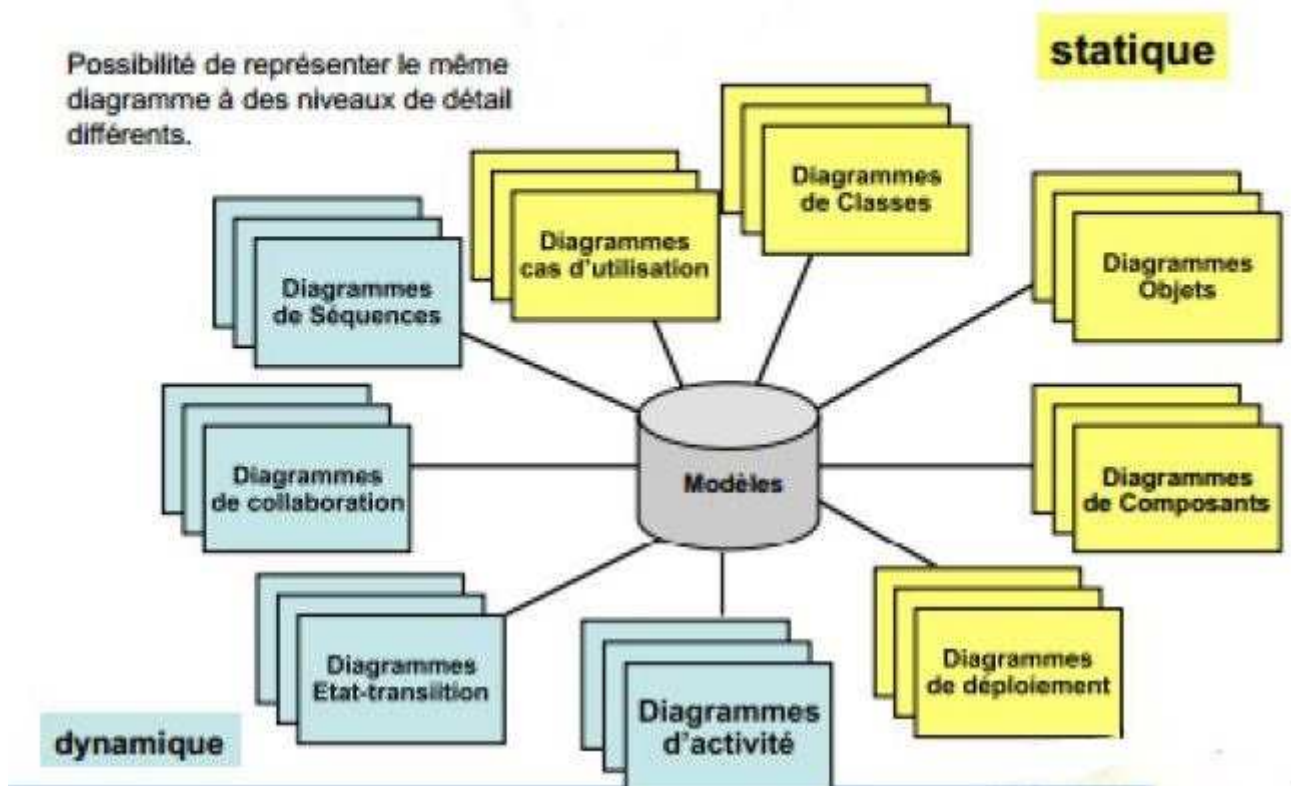 Possibilité de représenter le même
diagramme à des niveaux de détail
différents.
statique
Diagrammes
de Classes
Diagrammes
cas d'utilisation
Diagrammes
Objets
Diagrammes
de Séquences
Diagrammes
de collaboration
Modèles
Diagrammes
de Composants
Diagrammes
Etat-transiltion
Diagrammes
d'activité
Diagrammes
de déploiement
dynamique